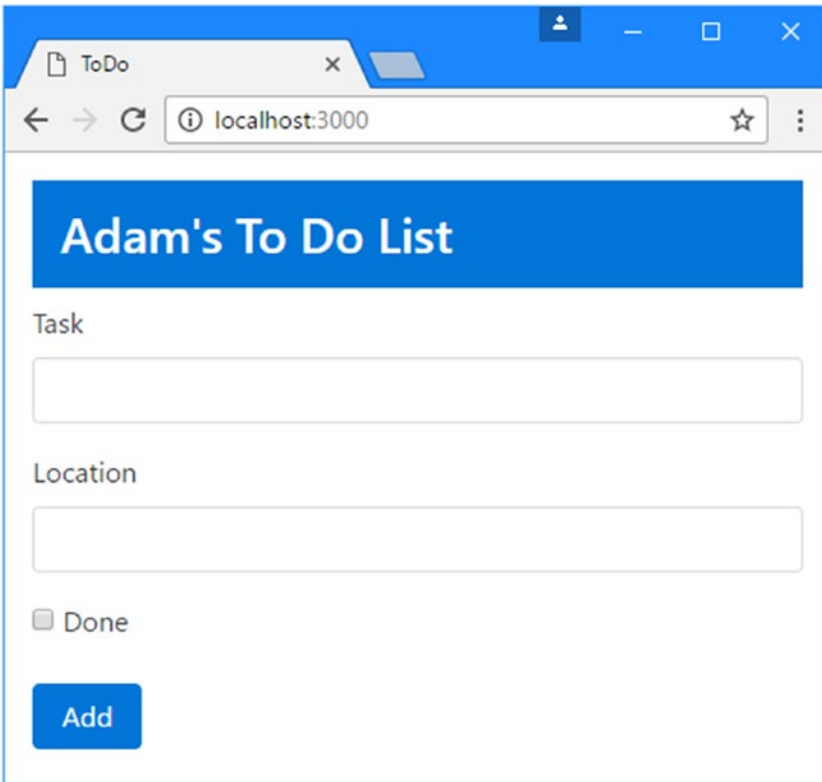 ToDo
localhost:3000
Adam's To Do List
Task
Location
Done
Add